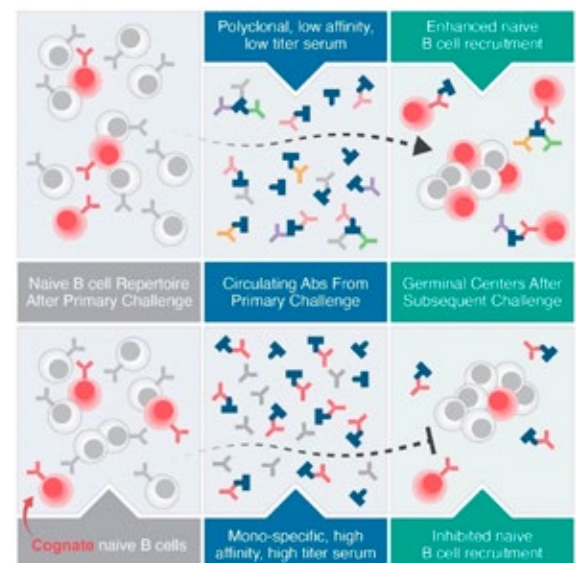 Polyclonal, low affinity,
low titer serum
Enhanced naive
B cell recruitment
Naive B cell Repertoire
After Primary Challenge
Circulating Abs From
Primary Challenge
Germinal Centers After
Subsequent Challenge
Cognate naive B cells
Mono-specific, high
affinity, high titer serum
Inhibited naive
B cell recruitment